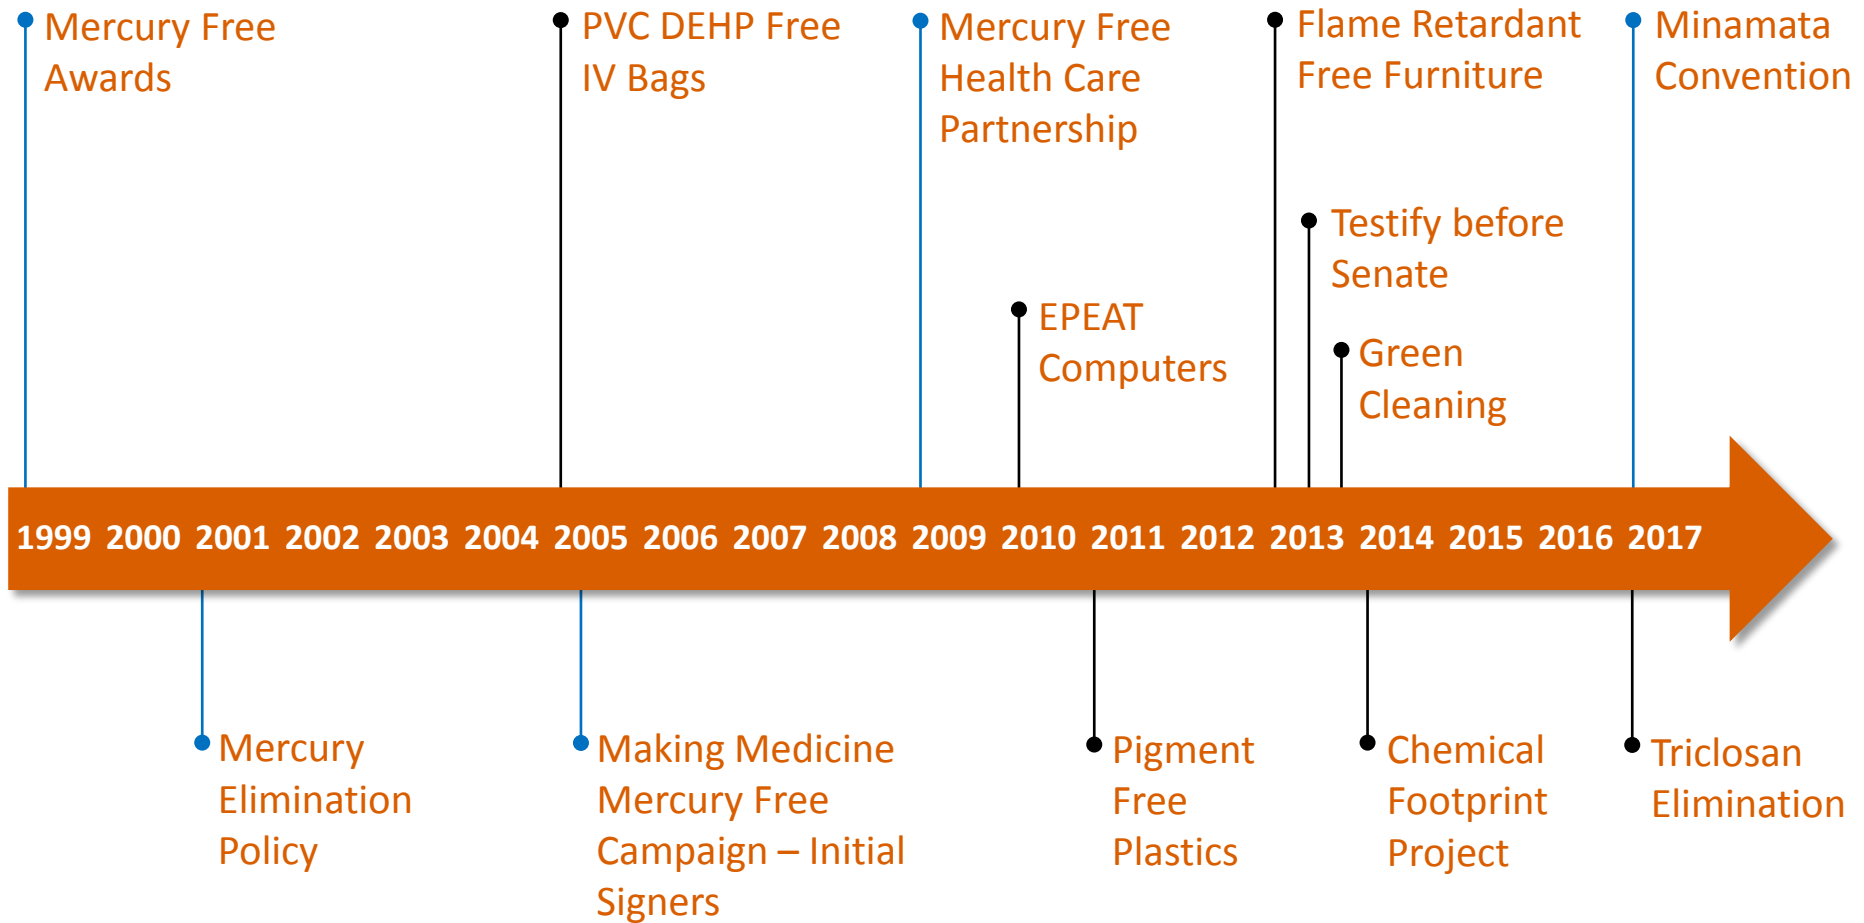 Mercury Free
Awards
PVC DEHP Free
IV Bags
Mercury Free
Health Care
Partnership
Flame Retardant
Free Furniture
Minamata
Convention
Testify before
Senate
EPEAT
Computers
Green
Cleaning
1999 2000 2001 2002 2003 2004 2005 2006 2007 2008 2009 2010 2011 2012 2013 2014 2015 2016 2017
Mercury
Elimination
Policy
Making Medicine
Mercury Free
Campaign – Initial
Signers
Pigment
Free
Plastics
Chemical
Footprint
Project
Triclosan
Elimination